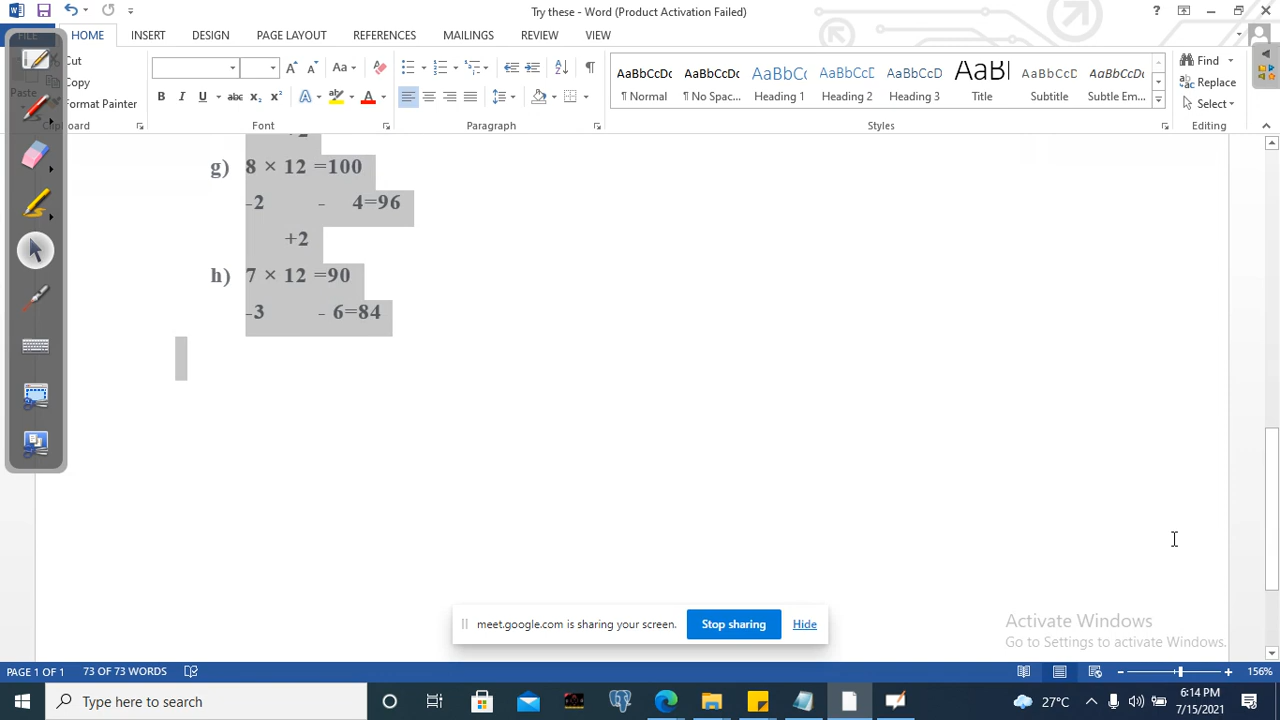 Try these - Word (Product Activation Failed)
FILE HOME INSERT DESIGN PAGE LAYOUT REFERENCES MAILINGS REVIEW VIEW
Cut
Copy
Format Painter
Paste
Clipboard
Font
Paragraph
AaBbCcDc AaBbCcDc AaBbCc AaBbCcD AaBbCcD AaB AaBbCcD AaBbCcDc
¶ Normal ¶ No Spac... Heading 1 Heading 2 Heading 3 Title Subtitle Subtle Em...
Styles
Find
Replace
Select
Editing
g) 8 × 12 =100
-2 - 4=96
+2
h) 7 × 12 =90
-3 - 6=84
meet.google.com is sharing your screen. Stop sharing Hide
Activate Windows
Go to Settings to activate Windows.
PAGE 1 OF 1 73 OF 73 WORDS 156%
Type here to search
27°C
6:14 PM
7/15/2021